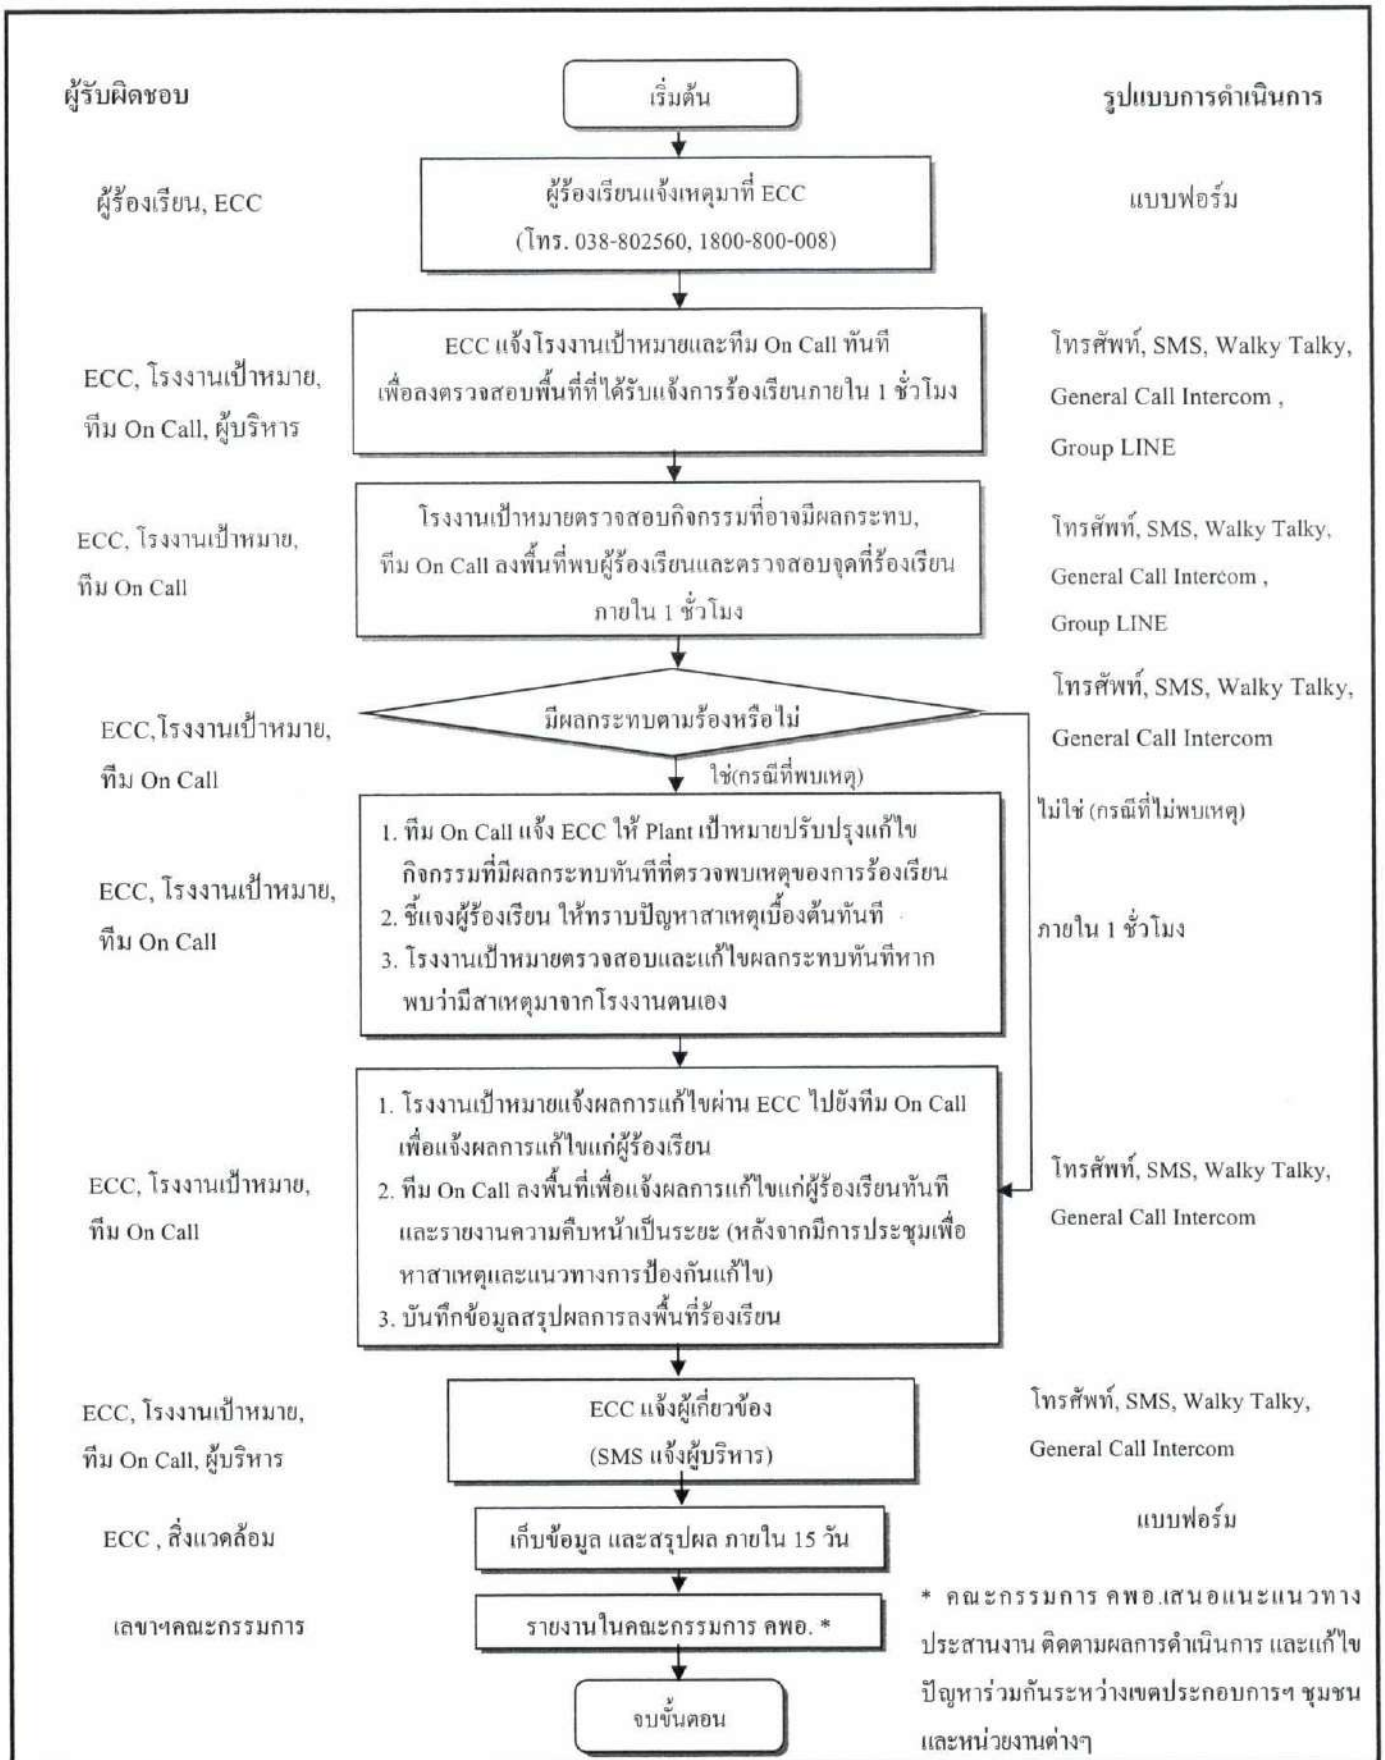 ผู้รับผิดชอบ
เริ่มต้น
รูปแบบการดำเนินการ
ผู้ร้องเรียน, ECC
ผู้ร้องเรียนแจ้งเหตุมาที่ ECC
(โทร. 038-802560, 1800-800-008)
แบบฟอร์ม
ECC, โรงงานเป้าหมาย,
ทีม On Call, ผู้บริหาร
ECC แจ้งโรงงานเป้าหมายและทีม On Call ทันที
เพื่อลงตรวจสอบพื้นที่ที่ได้รับแจ้งการร้องเรียนภายใน 1 ชั่วโมง
โทรศัพท์, SMS, Walky Talky,
General Call Intercom ,
Group LINE
ECC, โรงงานเป้าหมาย,
ทีม On Call
โรงงานเป้าหมายตรวจสอบกิจกรรมที่อาจมีผลกระทบ,
ทีม On Call ลงพื้นที่พบผู้ร้องเรียนและตรวจสอบจุดที่ร้องเรียน
ภายใน 1 ชั่วโมง
โทรศัพท์, SMS, Walky Talky,
General Call Intercom ,
Group LINE
ECC,โรงงานเป้าหมาย,
ทีม On Call
มีผลกระทบตามร้องหรือไม่
โทรศัพท์, SMS, Walky Talky,
General Call Intercom
ใช่(กรณีที่พบเหตุ)
ไม่ใช่ (กรณีที่ไม่พบเหตุ)
ภายใน 1 ชั่วโมง
ECC, โรงงานเป้าหมาย,
ทีม On Call
1. ทีม On Call แจ้ง ECC ให้ Plant เป้าหมายปรับปรุงแก้ไข
กิจกรรมที่มีผลกระทบทันทีที่ตรวจพบเหตุของการร้องเรียน
2. ชี้แจงผู้ร้องเรียน ให้ทราบปัญหาสาเหตุเบื้องต้นทันที
3. โรงงานเป้าหมายตรวจสอบและแก้ไขผลกระทบทันทีหาก
พบว่ามีสาเหตุมาจากโรงงานตนเอง
ECC, โรงงานเป้าหมาย,
ทีม On Call
1. โรงงานเป้าหมายแจ้งผลการแก้ไขผ่าน ECC ไปยังทีม On Call
เพื่อแจ้งผลการแก้ไขแก่ผู้ร้องเรียน
2. ทีม On Call ลงพื้นที่เพื่อแจ้งผลการแก้ไขแก่ผู้ร้องเรียนทันที
และรายงานความคืบหน้าเป็นระยะ (หลังจากมีการประชุมเพื่อ
หาสาเหตุและแนวทางการป้องกันแก้ไข)
3. บันทึกข้อมูลสรุปผลการลงพื้นที่ร้องเรียน
โทรศัพท์, SMS, Walky Talky,
General Call Intercom
ECC, โรงงานเป้าหมาย,
ทีม On Call, ผู้บริหาร
ECC แจ้งผู้เกี่ยวข้อง
(SMS แจ้งผู้บริหาร)
โทรศัพท์, SMS, Walky Talky,
General Call Intercom
ECC , สิ่งแวดล้อม
เก็บข้อมูล และสรุปผล ภายใน 15 วัน
แบบฟอร์ม
เลขาฯคณะกรรมการ
รายงานในคณะกรรมการ คพอ. *
จบขั้นตอน
* คณะกรรมการ คพอ.เสนอแนะแนวทาง
ประสานงาน ติดตามผลการดำเนินการ และแก้ไข
ปัญหาร่วมกันระหว่างเขตประกอบการฯ ชุมชน
และหน่วยงานต่างๆ